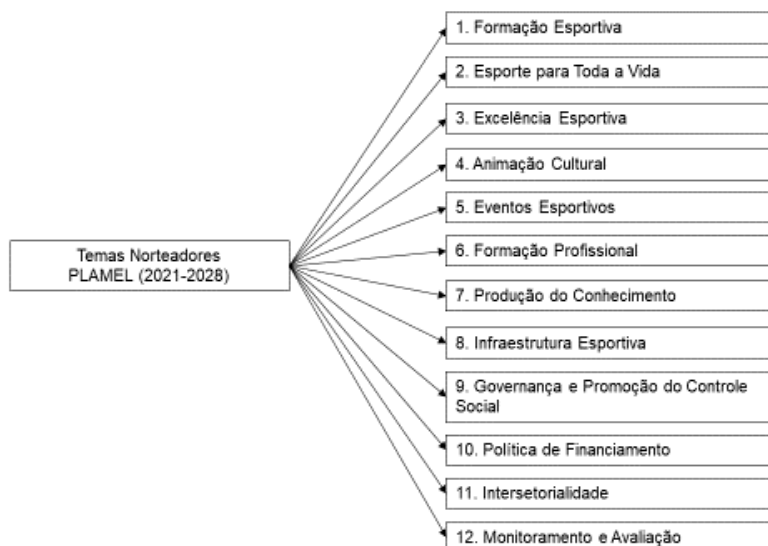 1. Formação Esportiva
2. Esporte para Toda a Vida
3. Excelência Esportiva
4. Animação Cultural
5. Eventos Esportivos
Temas Norteadores
PLAMEL (2021-2028)
6. Formação Profissional
7. Produção do Conhecimento
8. Infraestrutura Esportiva
9. Governança e Promoção do Controle
Social
10. Política de Financiamento
11. Intersetorialidade
12. Monitoramento e Avaliação